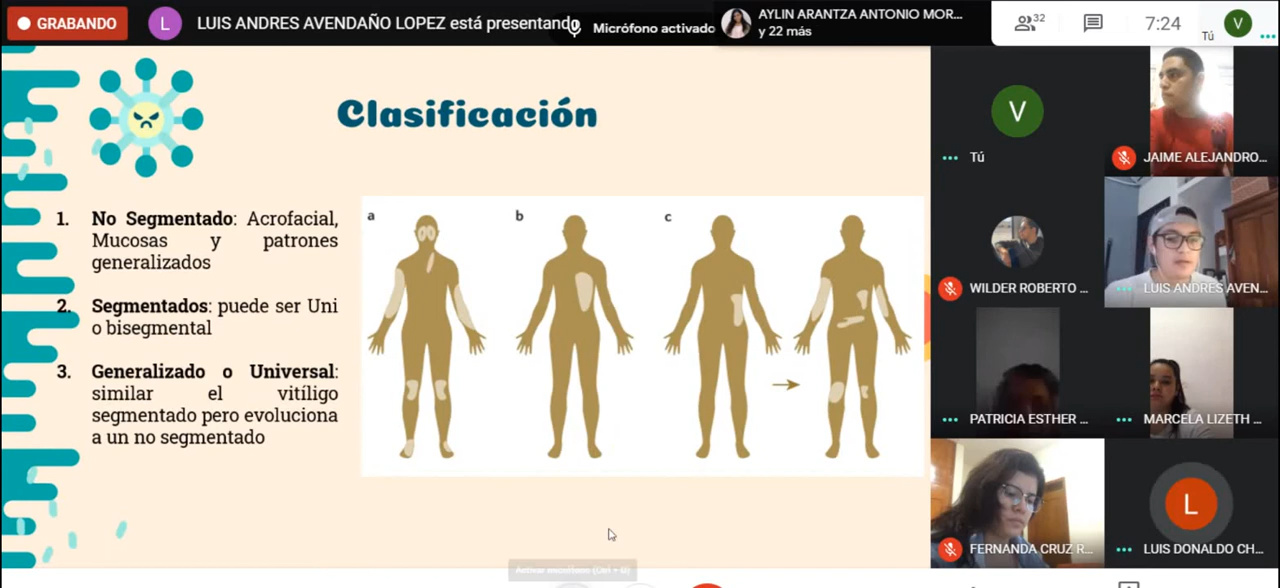 GRABANDO
L
LUIS ANDRES AVENDAÑO LOPEZ está presentando
Micrófono activado
AYLIN ARANTZA ANTONIO MOR...
y 22 más
32
7:24
Tú
V
Clasificación
1. No Segmentado: Acrofacial,
Mucosas y patrones
generalizados
2. Segmentados: puede ser Uni
o bisegmental
3. Generalizado o Universal:
similar el vitíligo
segmentado pero evoluciona
a un no segmentado
a
b
c
V
Tú
JAIME ALEJANDRO...
WILDER ROBERTO ...
LUIS ANDRES AVEN...
PATRICIA ESTHER ...
MARCELA LIZETH ...
FERNANDA CRUZ R...
L
LUIS DONALDO CH...